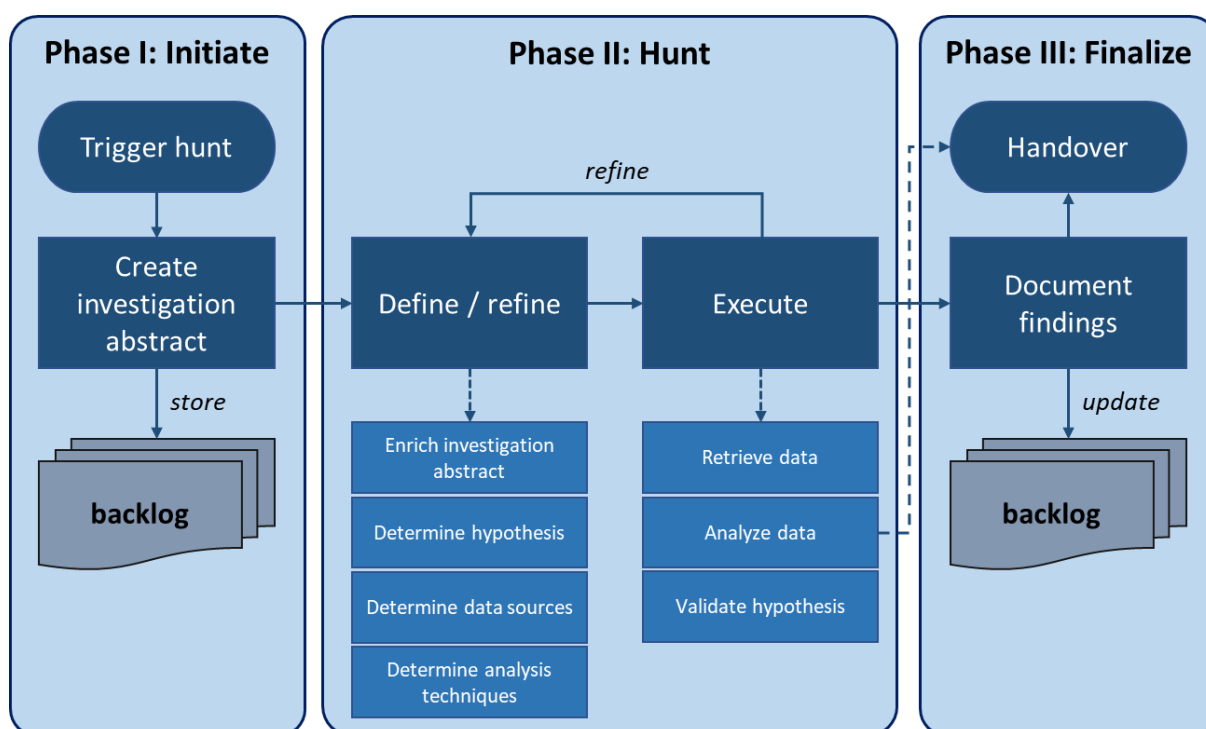 Phase I: Initiate
Trigger hunt
Create
investigation
abstract
store
backlog
Phase II: Hunt
refine
Define / refine
Execute
Enrich investigation
abstract
Determine hypothesis
Determine data sources
Determine analysis
techniques
Retrieve data
Analyze data
Validate hypothesis
Phase III: Finalize
Handover
Document
findings
update
backlog